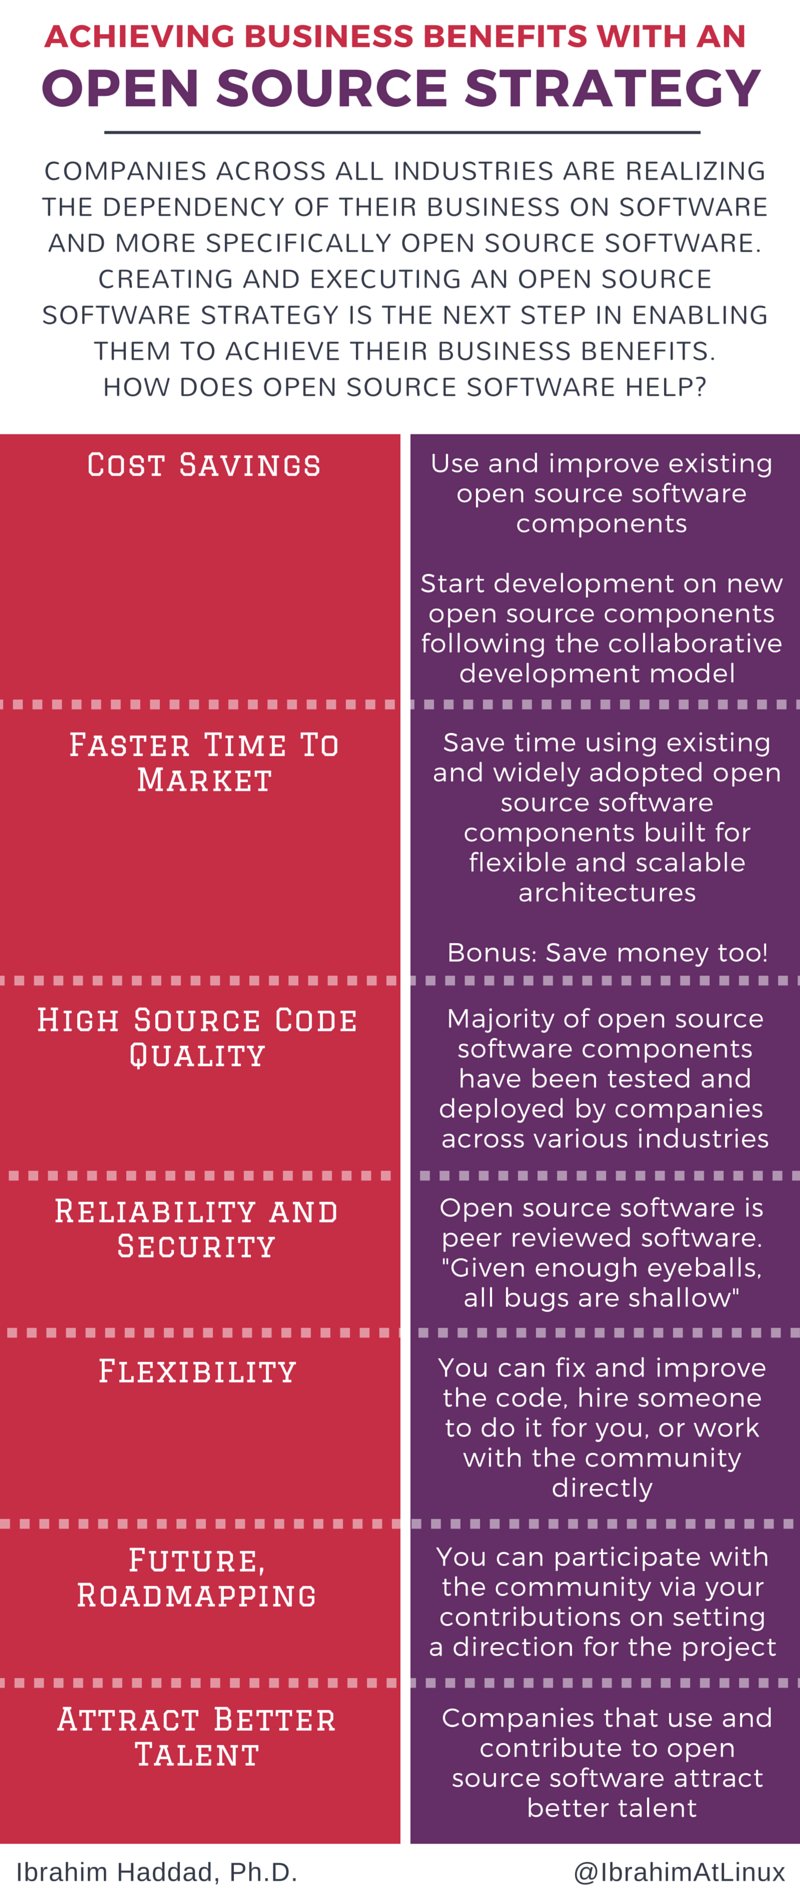 ACHIEVING BUSINESS BENEFITS WITH AN
OPEN SOURCE STRATEGY
COMPANIES ACROSS ALL INDUSTRIES ARE REALIZING
THE DEPENDENCY OF THEIR BUSINESS ON SOFTWARE
AND MORE SPECIFICALLY OPEN SOURCE SOFTWARE.
CREATING AND EXECUTING AN OPEN SOURCE
SOFTWARE STRATEGY IS THE NEXT STEP IN ENABLING
THEM TO ACHIEVE THEIR BUSINESS BENEFITS.
HOW DOES OPEN SOURCE SOFTWARE HELP?
COST SAVINGS
Use and improve existing
open source software
components
Start development on new
open source components
following the collaborative
development model
FASTER TIME TO
MARKET
Save time using existing
and widely adopted open
source software
components built for
flexible and scalable
architectures
Bonus: Save money too!
HIGH SOURCE CODE
QUALITY
Majority of open source
software components
have been tested and
deployed by companies
across various industries
RELIABILITY AND
SECURITY
Open source software is
peer reviewed software.
"Given enough eyeballs,
all bugs are shallow"
FLEXIBILITY
You can fix and improve
the code, hire someone
to do it for you, or work
with the community
directly
FUTURE,
ROADMAPPING
You can participate with
the community via your
contributions on setting
a direction for the project
ATTRACT BETTER
TALENT
Companies that use and
contribute to open
source software attract
better talent
Ibrahim Haddad, Ph.D.
@IbrahimAtLinux